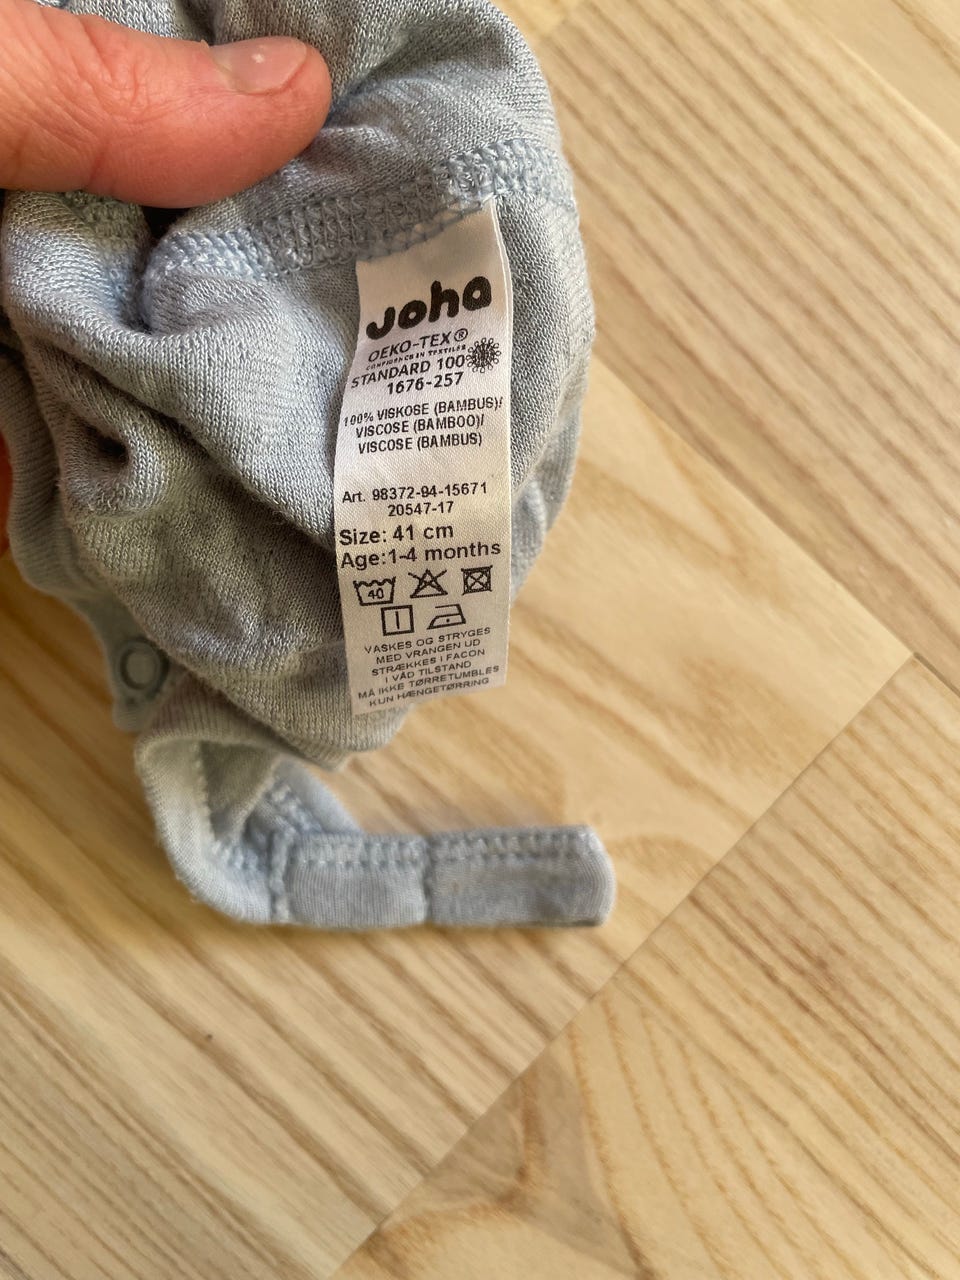 Joha
OEKO-TEX®
CONFIDENCE IN TEXTILES
STANDARD 100
1676-257
100% VISKOSE (BAMBUS)/
VISCOSE (BAMBOO)/
VISCOSE (BAMBUS)
Art. 98372-94-15671
20547-17
Size: 41 cm
Age:1-4 months
40
VASKES OG STRYGES
MED VRANGEN UD
STRÆKKES I FACON
I VÅD TILSTAND
MÅ IKKE TØRRETUMBLES
KUN HÆNGETØRRING